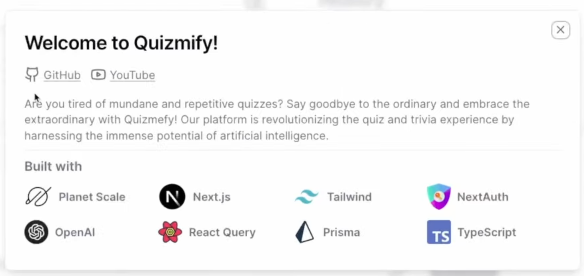 Welcome to Quizmify!
GitHub YouTube
Are you tired of mundane and repetitive quizzes? Say goodbye to the ordinary and embrace the
extraordinary with Quizmefy! Our platform is revolutionizing the quiz and trivia experience by
harnessing the immense potential of artificial intelligence.
Built with
Planet Scale Next.js Tailwind NextAuth
OpenAI React Query Prisma TS TypeScript